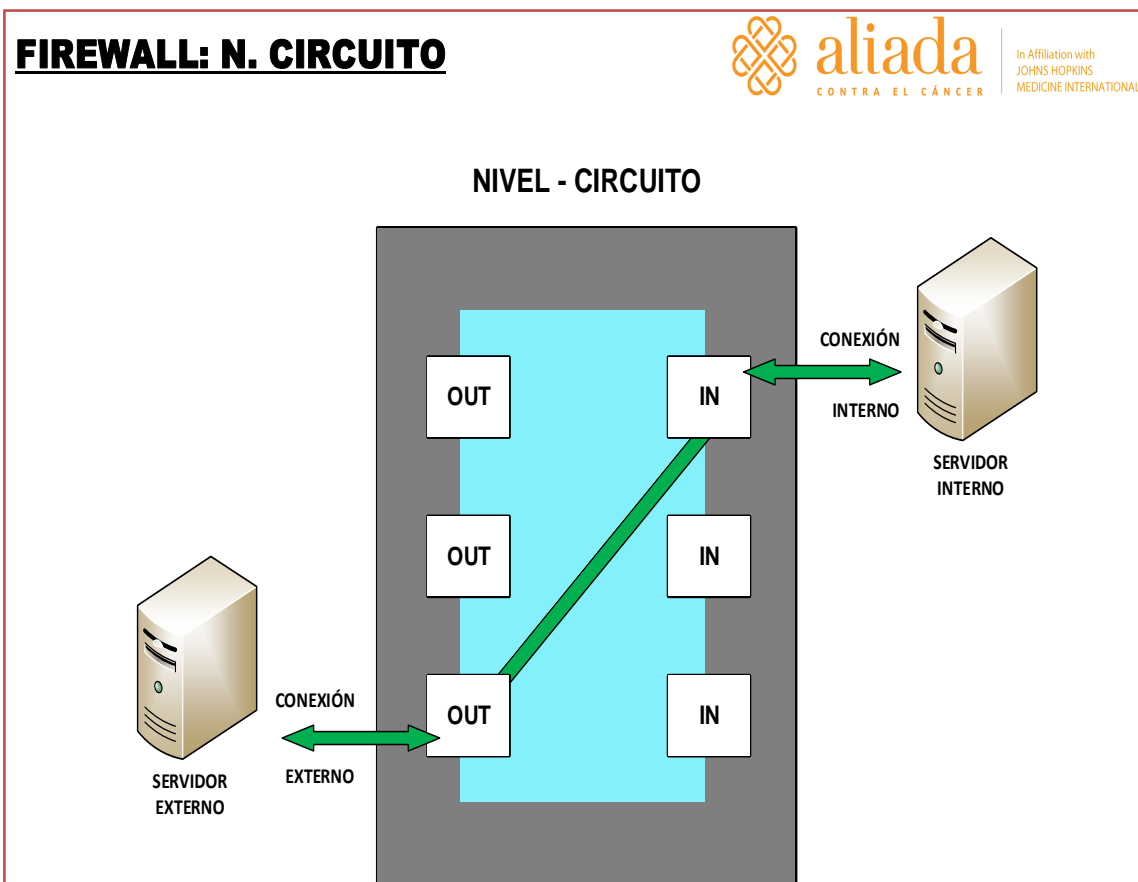 FIREWALL: N. CIRCUITO
aliada
CONTRA EL CÁNCER
In Affiliation with
JOHNS HOPKINS
MEDICINE INTERNATIONAL
NIVEL - CIRCUITO
CONEXIÓN
OUT
IN
INTERNO
SERVIDOR
INTERNO
OUT
IN
CONEXIÓN
OUT
IN
EXTERNO
SERVIDOR
EXTERNO